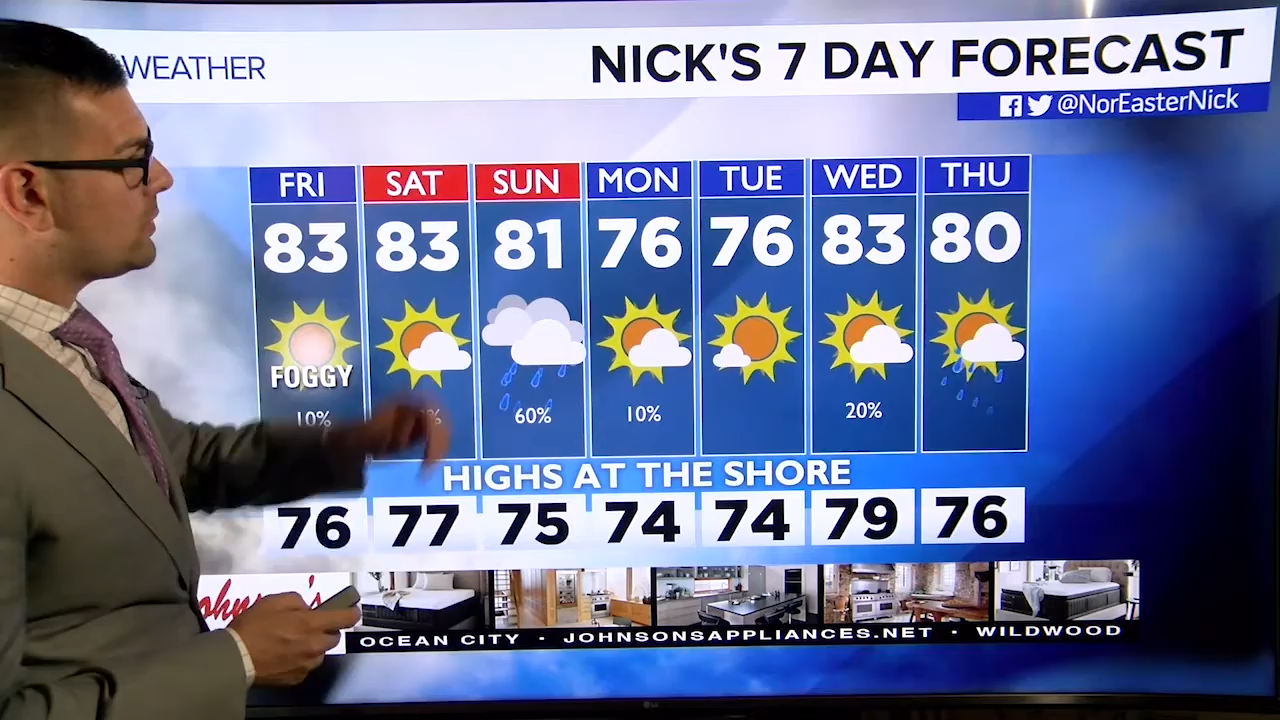 WEATHER
NICK'S 7 DAY FORECAST
@NorEasterNick
FRI SAT SUN MON TUE WED THU
83 83 81 76 76 83 80
FOGGY
10% 60% 10% 20%
HIGHS AT THE SHORE
76 77 75 74 74 79 76
OCEAN CITY · JOHNSONSAPPLIANCES.NET · WILDWOOD
LG